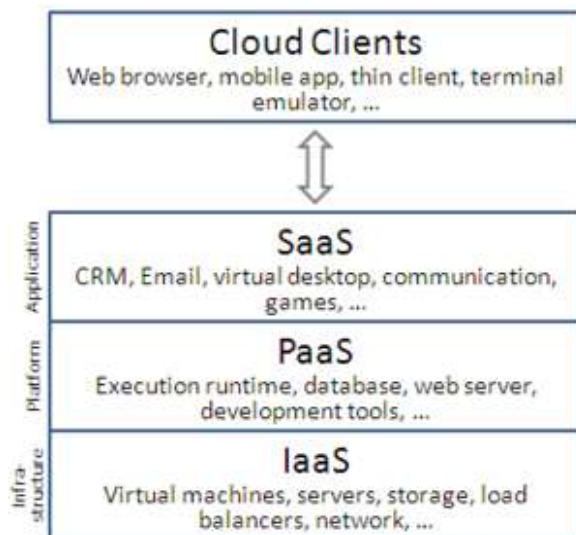 Cloud Clients
Web browser, mobile app, thin client, terminal
emulator, ...
Application
SaaS
CRM, Email, virtual desktop, communication,
games, ...
Platform
PaaS
Execution runtime, database, web server,
development tools, ...
Infra-
structure
IaaS
Virtual machines, servers, storage, load
balancers, network, ...